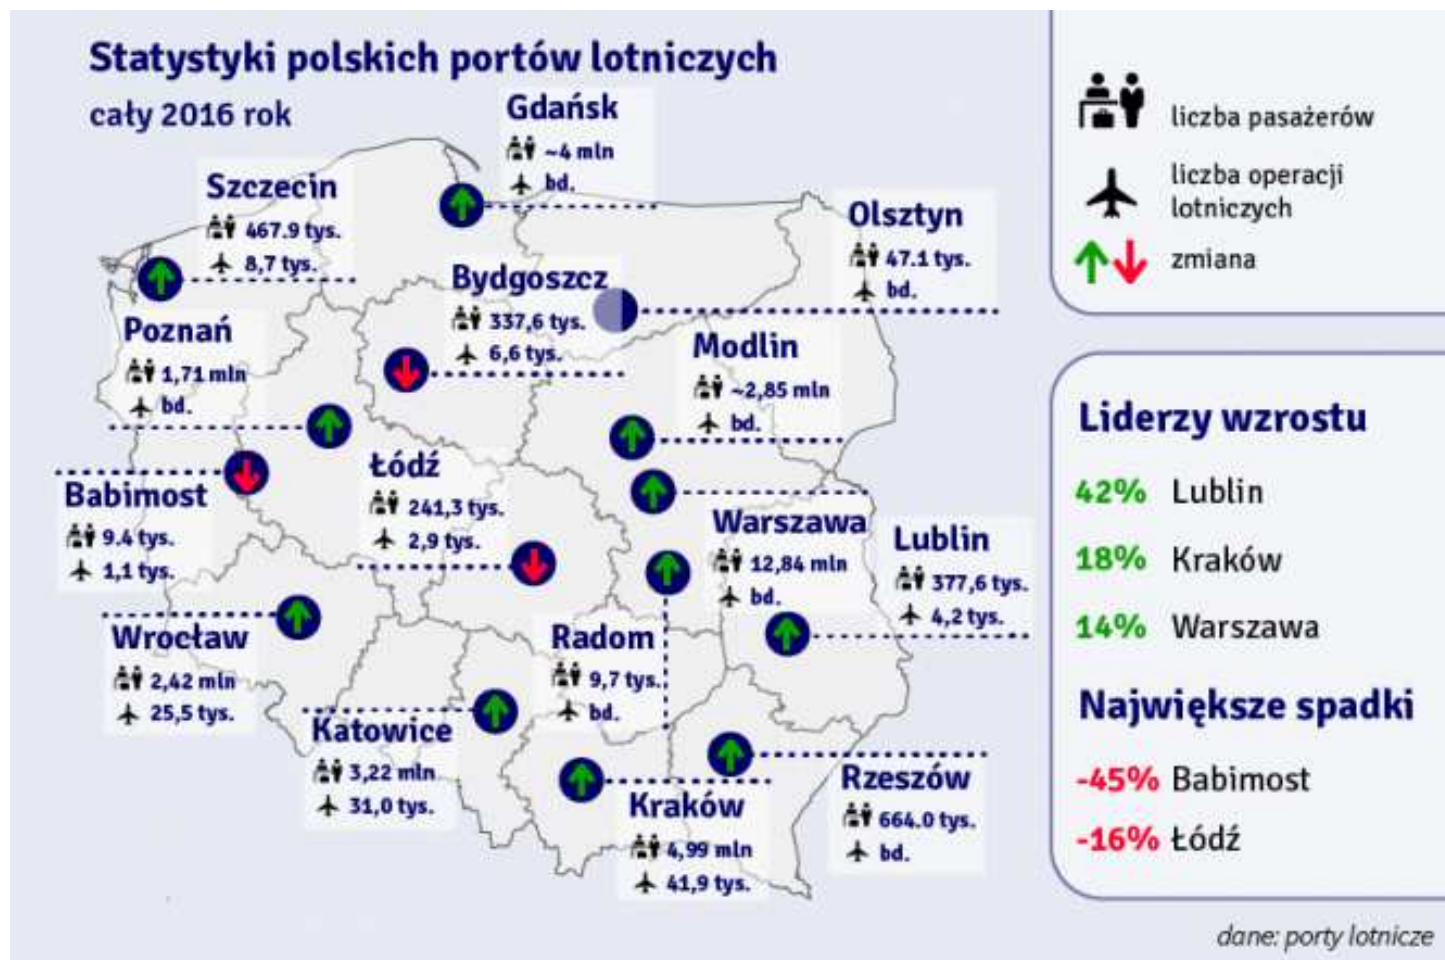 Statystyki polskich portów lotniczych
cały 2016 rok
Gdańsk
~4 mln
bd.
Szczecin
467.9 tys.
8,7 tys.
Olsztyn
47.1 tys.
bd.
Bydgoszcz
337,6 tys.
6,6 tys.
Poznań
1,71 mln
bd.
Modlin
~2,85 mln
bd.
Babimost
9.4 tys.
1,1 tys.
Łódź
241,3 tys.
2,9 tys.
Warszawa
12,84 mln
bd.
Lublin
377,6 tys.
4,2 tys.
Wrocław
2,42 mln
25,5 tys.
Radom
9,7 tys.
bd.
Katowice
3,22 mln
31,0 tys.
Kraków
4,99 mln
41,9 tys.
Rzeszów
664.0 tys.
bd.
liczba pasażerów
liczba operacji
lotniczych
zmiana
Liderzy wzrostu
42% Lublin
18% Kraków
14% Warszawa
Największe spadki
-45% Babimost
-16% Łódź
dane: porty lotnicze